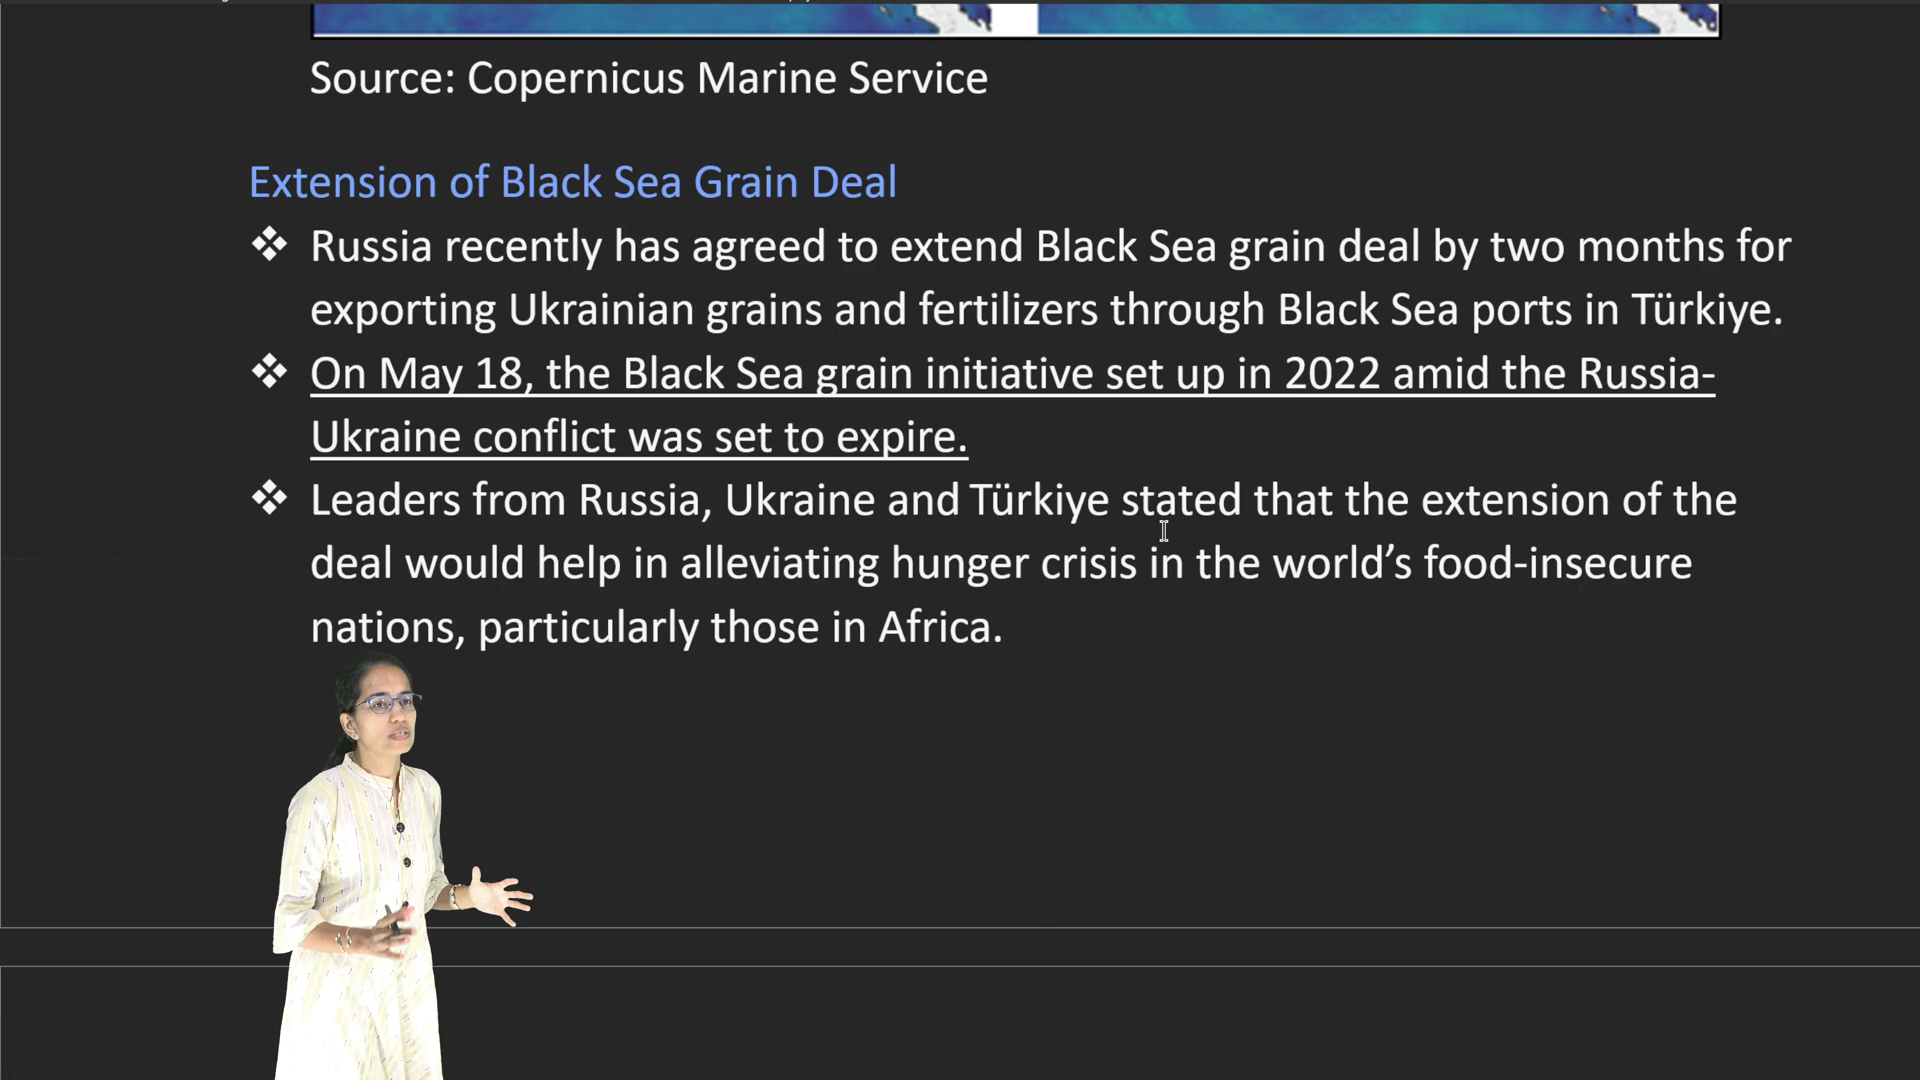 Source: Copernicus Marine Service
Extension of Black Sea Grain Deal
❖ Russia recently has agreed to extend Black Sea grain deal by two months for
exporting Ukrainian grains and fertilizers through Black Sea ports in Türkiye.
❖ On May 18, the Black Sea grain initiative set up in 2022 amid the Russia-
Ukraine conflict was set to expire.
❖ Leaders from Russia, Ukraine and Türkiye stated that the extension of the
deal would help in alleviating hunger crisis in the world’s food-insecure
nations, particularly those in Africa.